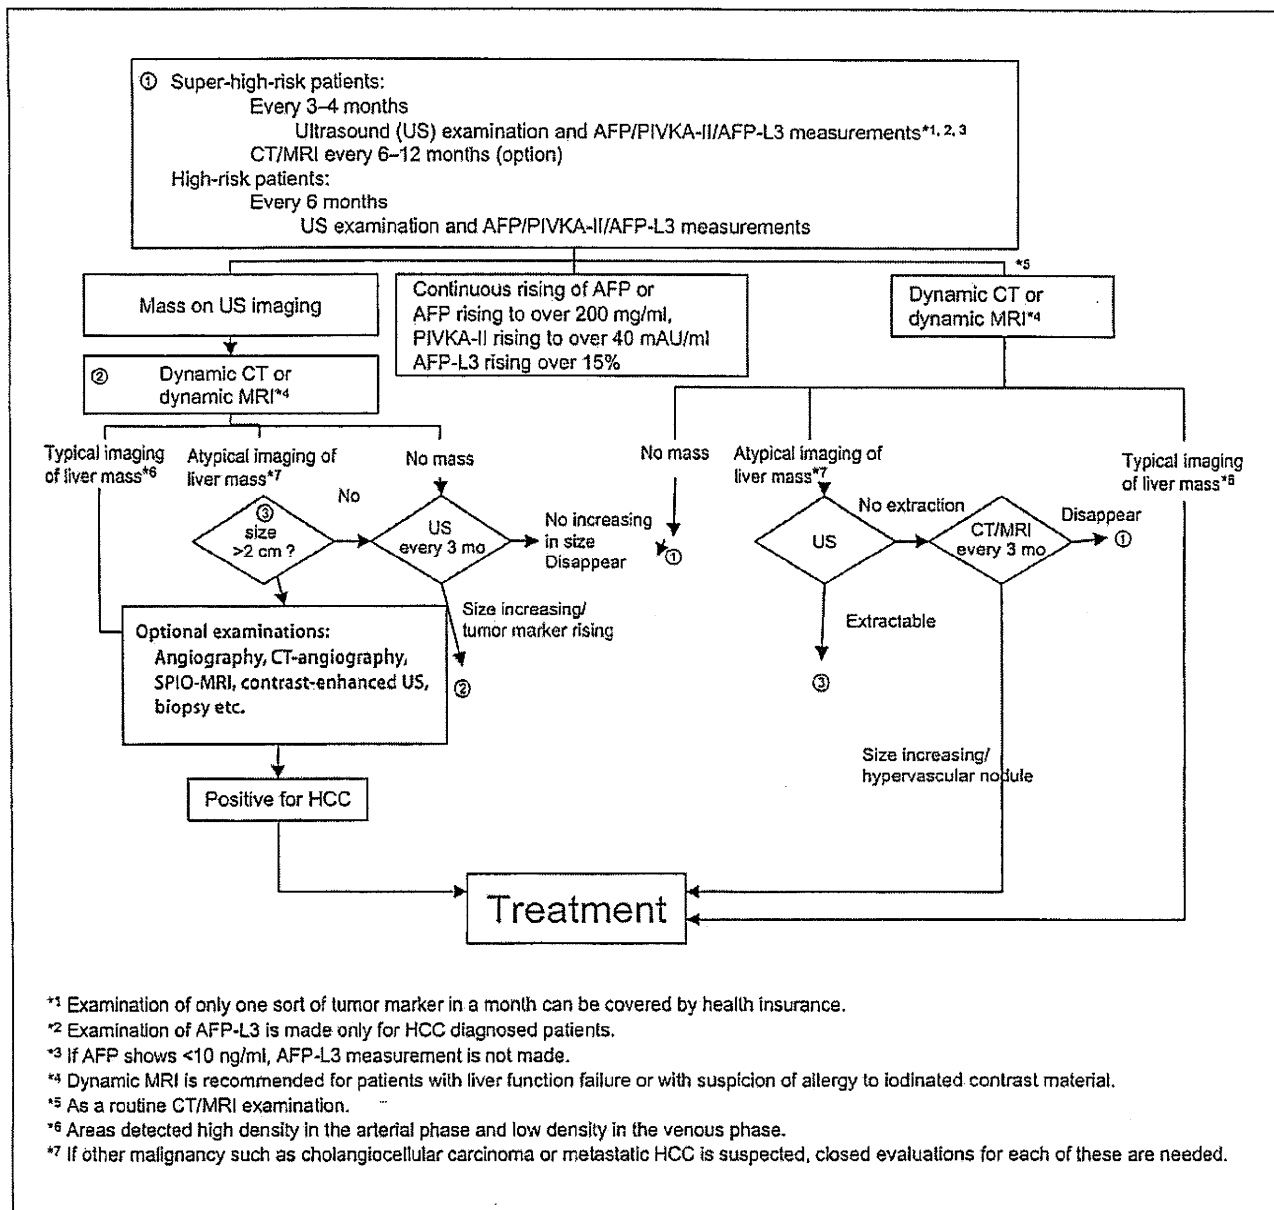 ① Super-high-risk patients:
Every 3–4 months
Ultrasound (US) examination and AFP/PIVKA-II/AFP-L3 measurements*1, 2, 3
CT/MRI every 6–12 months (option)
High-risk patients:
Every 6 months
US examination and AFP/PIVKA-II/AFP-L3 measurements
*5
Mass on US imaging
Continuous rising of AFP or
AFP rising to over 200 mg/ml,
PIVKA-II rising to over 40 mAU/ml
AFP-L3 rising over 15%
Dynamic CT or
dynamic MRI*4
② Dynamic CT or
dynamic MRI*4
Typical imaging
of liver mass*6
Atypical imaging of
liver mass*7
No mass
No mass
Atypical imaging of
liver mass*7
Typical imaging
of liver mass*6
No
③
size
>2 cm ?
US
every 3 mo
No increasing
in size
Disappear
①
US
No extraction
CT/MRI
every 3 mo
Disappear
①
Size increasing/
tumor marker rising
②
Extractable
③
Optional examinations:
Angiography, CT-angiography,
SPIO-MRI, contrast-enhanced US,
biopsy etc.
Size increasing/
hypervascular nodule
Positive for HCC
Treatment
*1 Examination of only one sort of tumor marker in a month can be covered by health insurance.
*2 Examination of AFP-L3 is made only for HCC diagnosed patients.
*3 If AFP shows <10 ng/ml, AFP-L3 measurement is not made.
*4 Dynamic MRI is recommended for patients with liver function failure or with suspicion of allergy to iodinated contrast material.
*5 As a routine CT/MRI examination.
*6 Areas detected high density in the arterial phase and low density in the venous phase.
*7 If other malignancy such as cholangiocellular carcinoma or metastatic HCC is suspected, closed evaluations for each of these are needed.